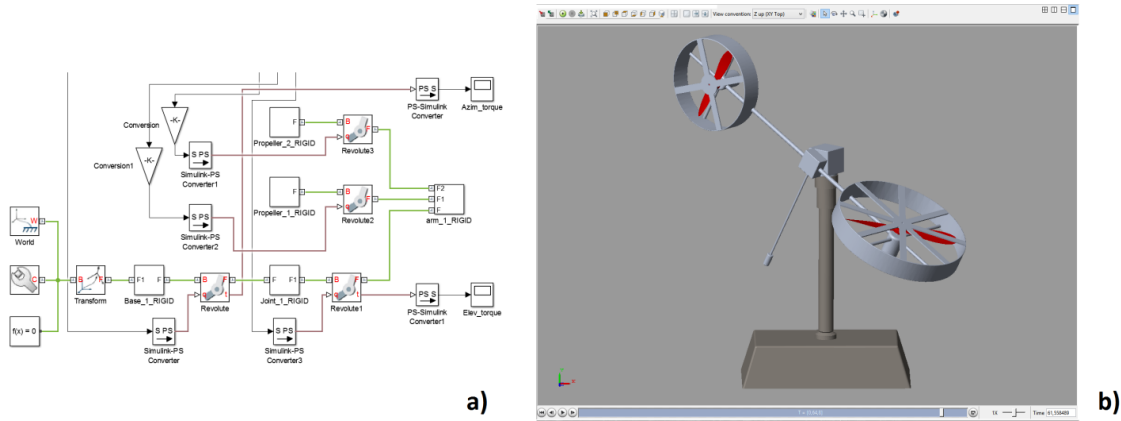 View convention: Z up (XY Top)
PS S
PS-Simulink
Converter
Azim_torque
Conversion
-K-
F
Propeller_2_RIGID
B
F
q
Revolute3
Conversion1
-K-
S PS
Simulink-PS
Converter1
F2
F1
F
arm_1_RIGID
F
Propeller_1_RIGID
B
F
q
Revolute2
W
World
S PS
Simulink-PS
Converter2
C
B
F
Transform
F1
F
Base_1_RIGID
B
F
q
t
Revolute
F
F1
Joint_1_RIGID
B
F
q
t
Revolute1
PS S
PS-Simulink
Converter1
Elev_torque
f(x) = 0
S PS
Simulink-PS
Converter
S PS
Simulink-PS
Converter3
a)
1X
Time
61,558489
b)